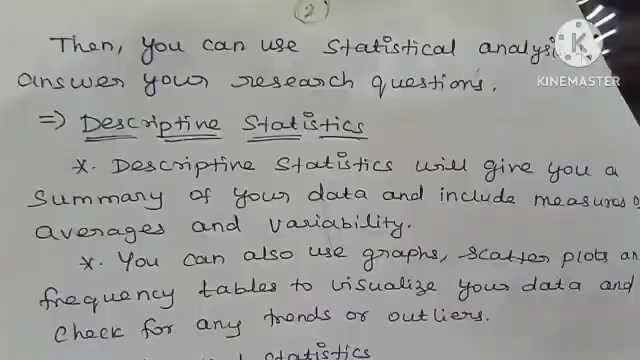 (2)
Then, you can use statistical analysis
answer your research questions.
=> Descriptive Statistics
*. Descriptive statistics will give you a
summary of your data and include measures
averages and variability.
*. You can also use graphs, scatter plots an
frequency tables to visualize your data and
check for any trends or outliers.
statistics
KINEMASTER